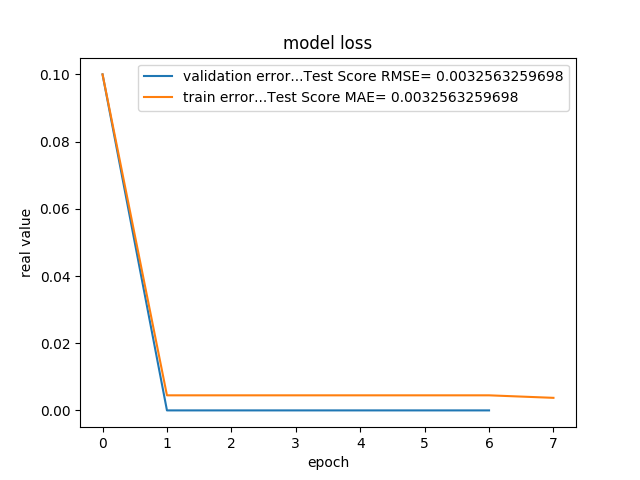 model loss
validation error...Test Score RMSE= 0.0032563259698
train error...Test Score MAE= 0.0032563259698
real value
0.10
0.08
0.06
0.04
0.02
0.00
0 1 2 3 4 5 6 7
epoch